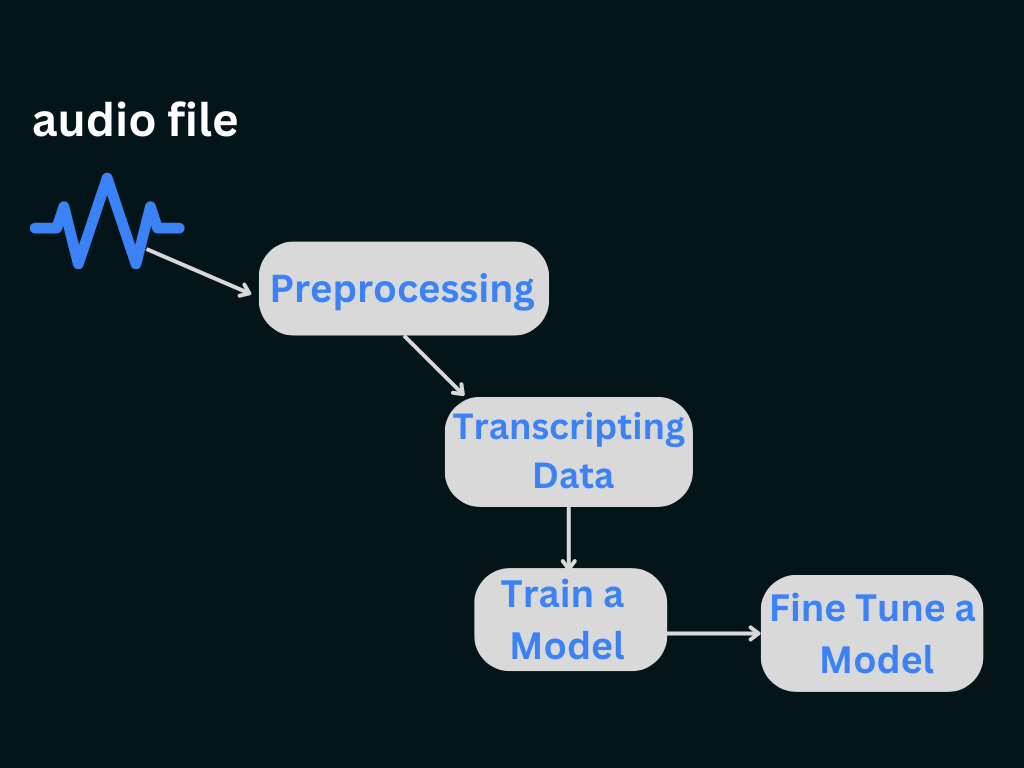 audio file
Preprocessing
Transcripting
Data
Train a
Model
Fine Tune a
Model